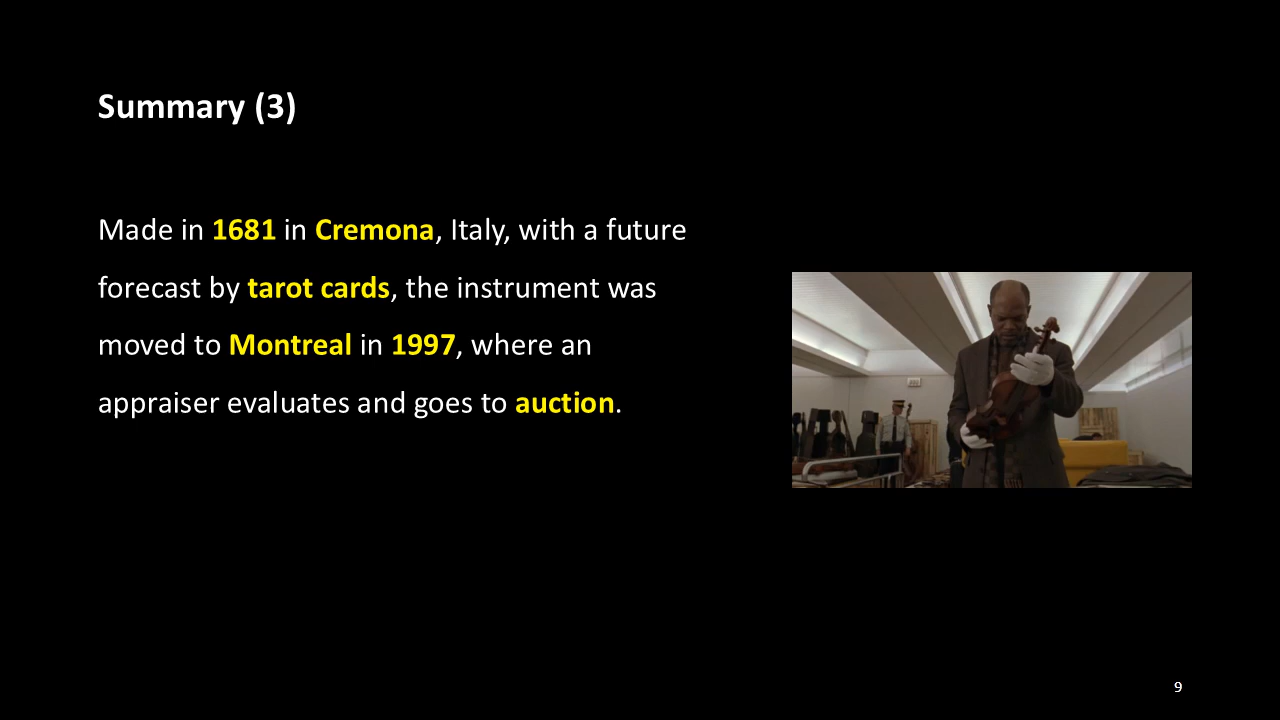 Summary (3)
Made in 1681 in Cremona, Italy, with a future
forecast by tarot cards, the instrument was
moved to Montreal in 1997, where an
appraiser evaluates and goes to auction.
9